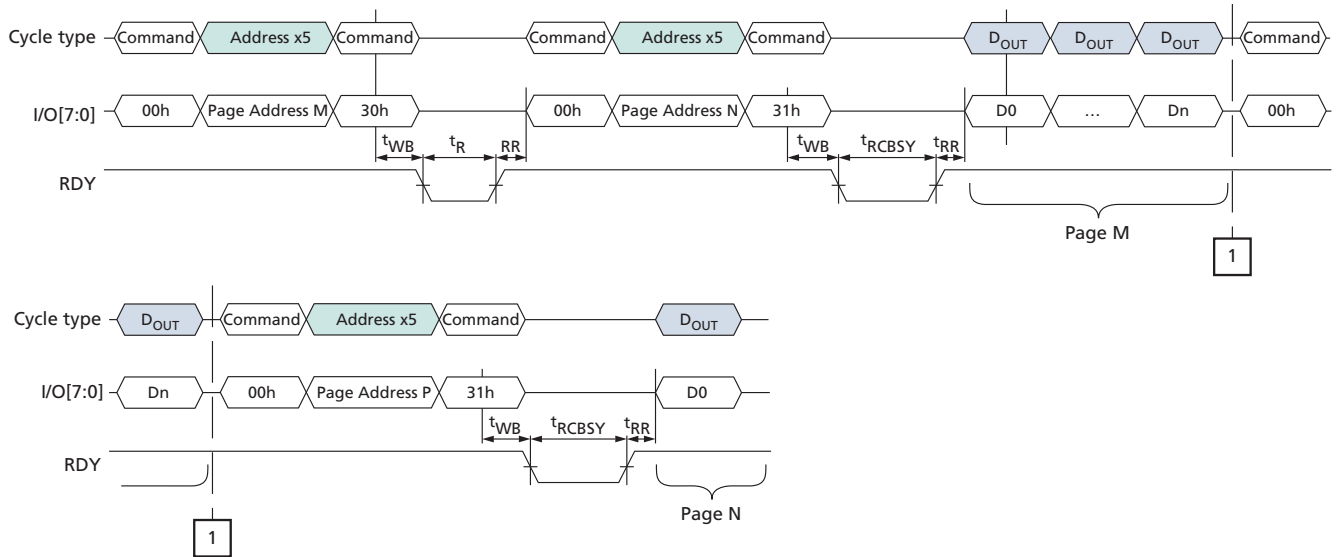 Cycle type Command Address x5 Command Command Address x5 Command DOUT DOUT DOUT Command
I/O[7:0] 00h Page Address M 30h 00h Page Address N 31h D0 … Dn 00h
tWB tR RR tWB tRCBSY tRR
RDY
Page M
1
Cycle type DOUT Command Address x5 Command DOUT
I/O[7:0] Dn 00h Page Address P 31h D0
tWB tRCBSY tRR
RDY
Page N
1